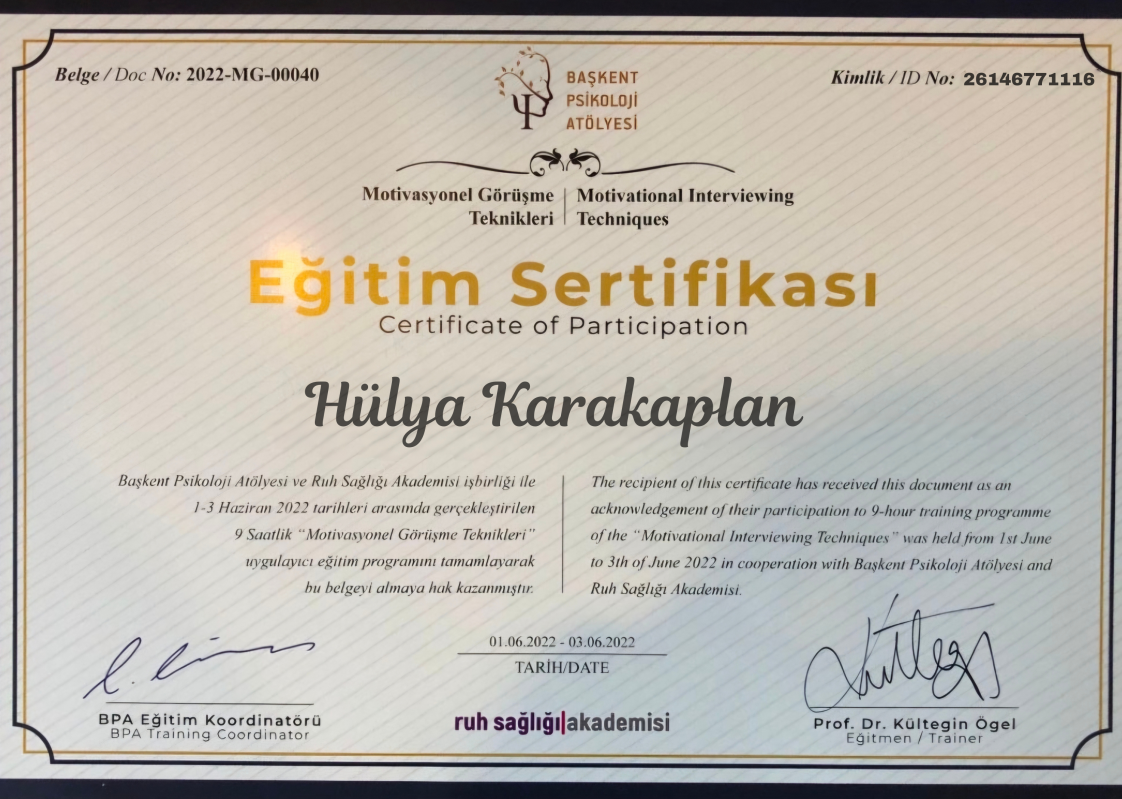 Belge / Doc No: 2022-MG-00040
BAŞKENT
PSİKOLOJİ
ATÖLYESİ
Kimlik / ID No: 26146771116
Motivasyonel Görüşme
Teknikleri
Motivational Interviewing
Techniques
Eğitim Sertifikası
Certificate of Participation
Hülya Karakaplan
Başkent Psikoloji Atölyesi ve Ruh Sağlığı Akademisi işbirliği ile
1-3 Haziran 2022 tarihleri arasında gerçekleştirilen
9 Saatlik “Motivasyonel Görüşme Teknikleri”
uygulayıcı eğitim programını tamamlayarak
bu belgeyi almaya hak kazanmıştır.
The recipient of this certificate has received this document as an
acknowledgement of their participation to 9-hour training programme
of the “Motivational Interviewing Techniques” was held from 1st June
to 3th of June 2022 in cooperation with Başkent Psikoloji Atölyesi and
Ruh Sağlığı Akademisi.
01.06.2022 - 03.06.2022
TARİH/DATE
BPA Eğitim Koordinatörü
BPA Training Coordinator
ruh sağlığı|akademisi
Prof. Dr. Kültegin Ögel
Eğitmen / Trainer